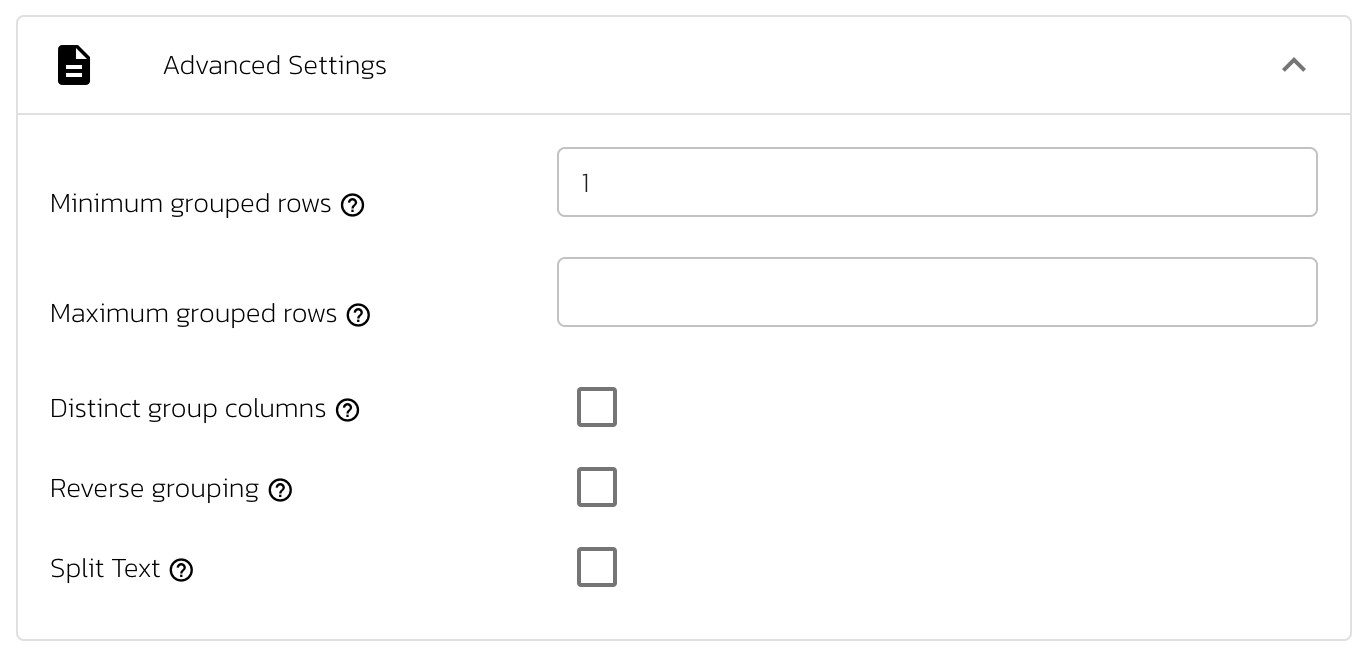 Advanced Settings
Minimum grouped rows
1
Maximum grouped rows
Distinct group columns
Reverse grouping
Split Text